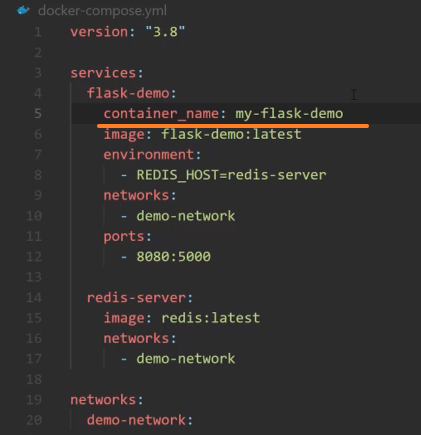 docker-compose.yml
1 version: "3.8"
2
3 services:
4   flask-demo:
5     container_name: my-flask-demo
6     image: flask-demo:latest
7     environment:
8       - REDIS_HOST=redis-server
9     networks:
10       - demo-network
11     ports:
12       - 8080:5000
13
14   redis-server:
15     image: redis:latest
16     networks:
17       - demo-network
18
19 networks:
20   demo-network: